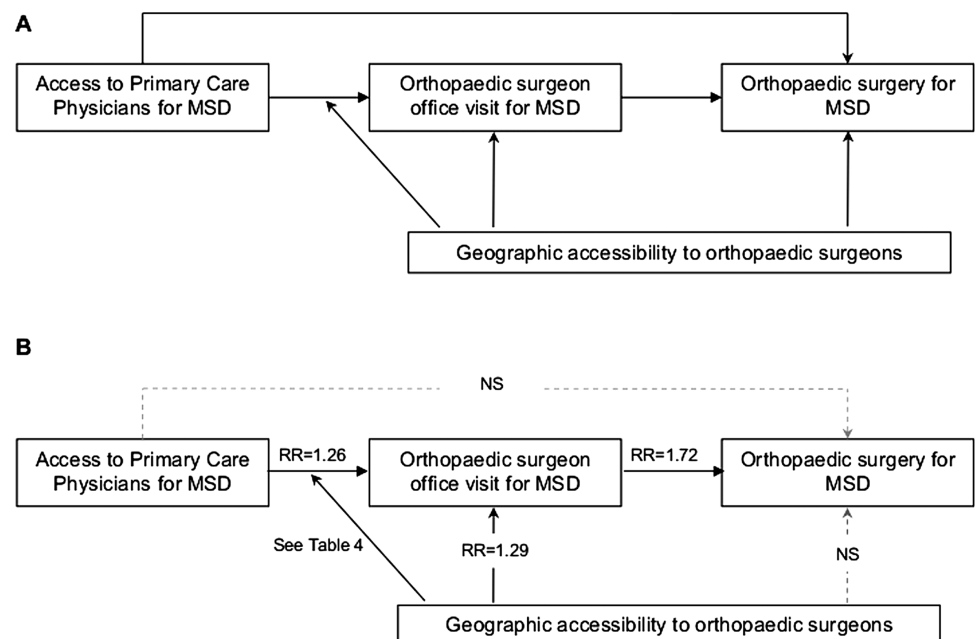 A
Access to Primary Care
Physicians for MSD
Orthopaedic surgeon
office visit for MSD
Orthopaedic surgery for
MSD
Geographic accessibility to orthopaedic surgeons
B
NS
Access to Primary Care
Physicians for MSD
RR=1.26
Orthopaedic surgeon
office visit for MSD
RR=1.72
Orthopaedic surgery for
MSD
See Table 4
RR=1.29
NS
Geographic accessibility to orthopaedic surgeons